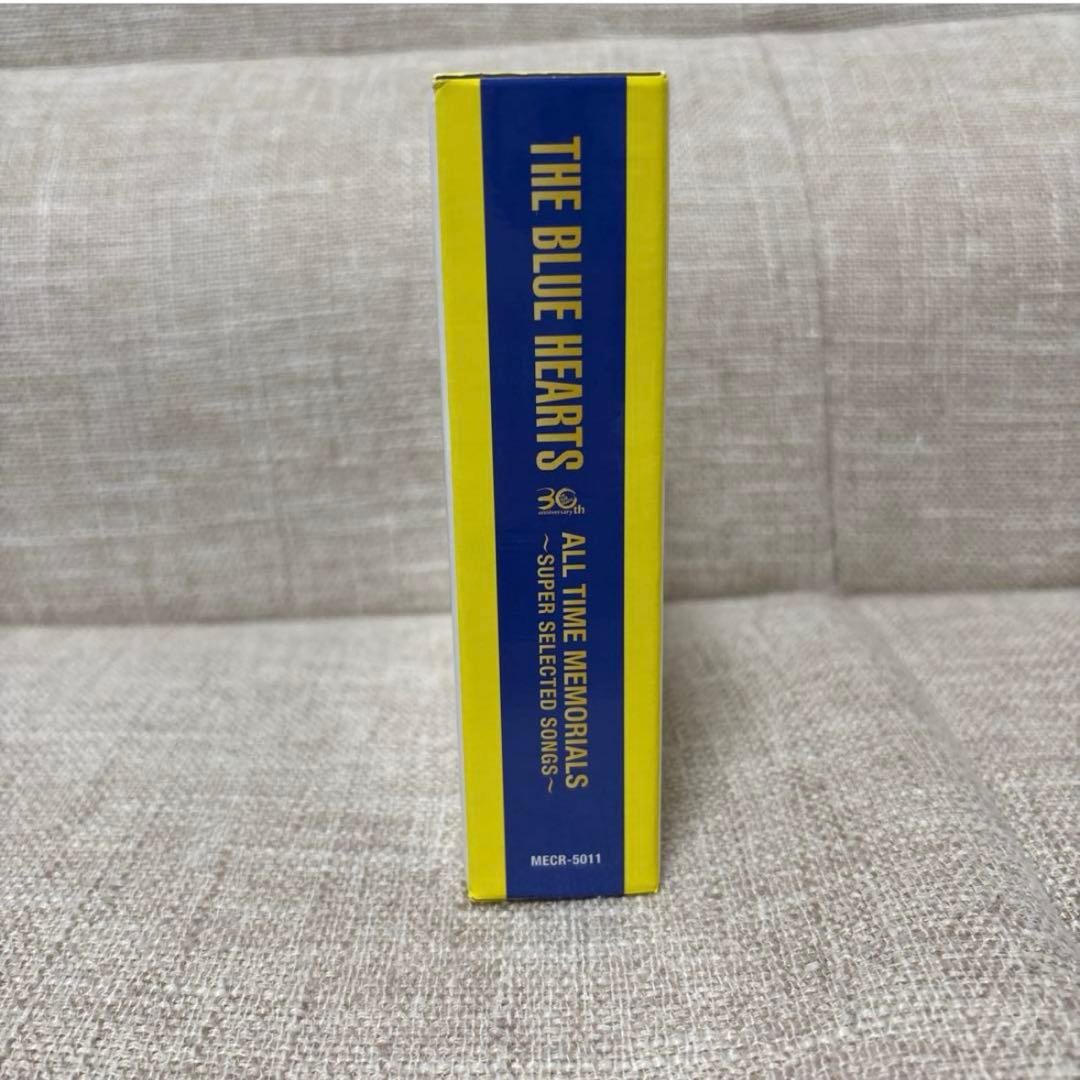 THE BLUE HEARTS
30th
anniversary
ALL TIME MEMORIALS
〜SUPER SELECTED SONGS〜
MECR-5011